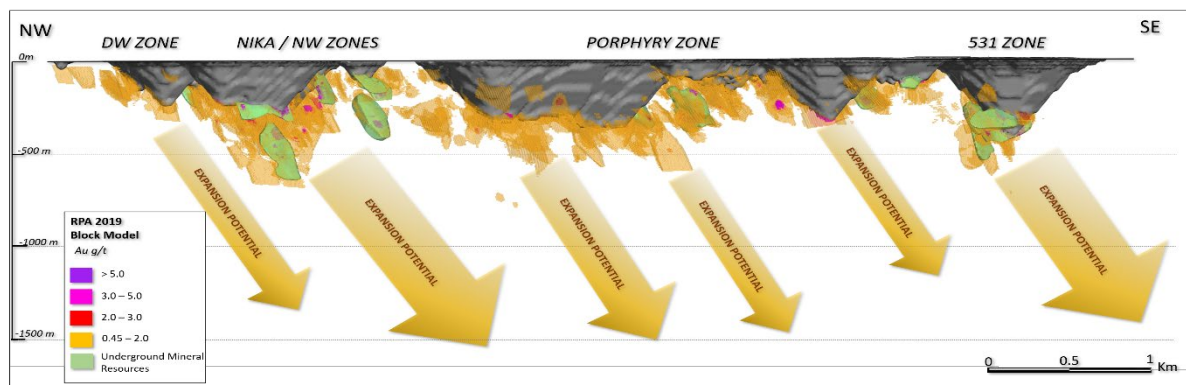 NW
SE
DW ZONE
NIKA / NW ZONES
PORPHYRY ZONE
531 ZONE
0m
-500 m
-1000 m
-1500 m
EXPANSION POTENTIAL
EXPANSION POTENTIAL
EXPANSION POTENTIAL
EXPANSION POTENTIAL
EXPANSION POTENTIAL
EXPANSION POTENTIAL
RPA 2019
Block Model
Au g/t
> 5.0
3.0 – 5.0
2.0 – 3.0
0.45 – 2.0
Underground Mineral
Resources
0 0.5 1
Km